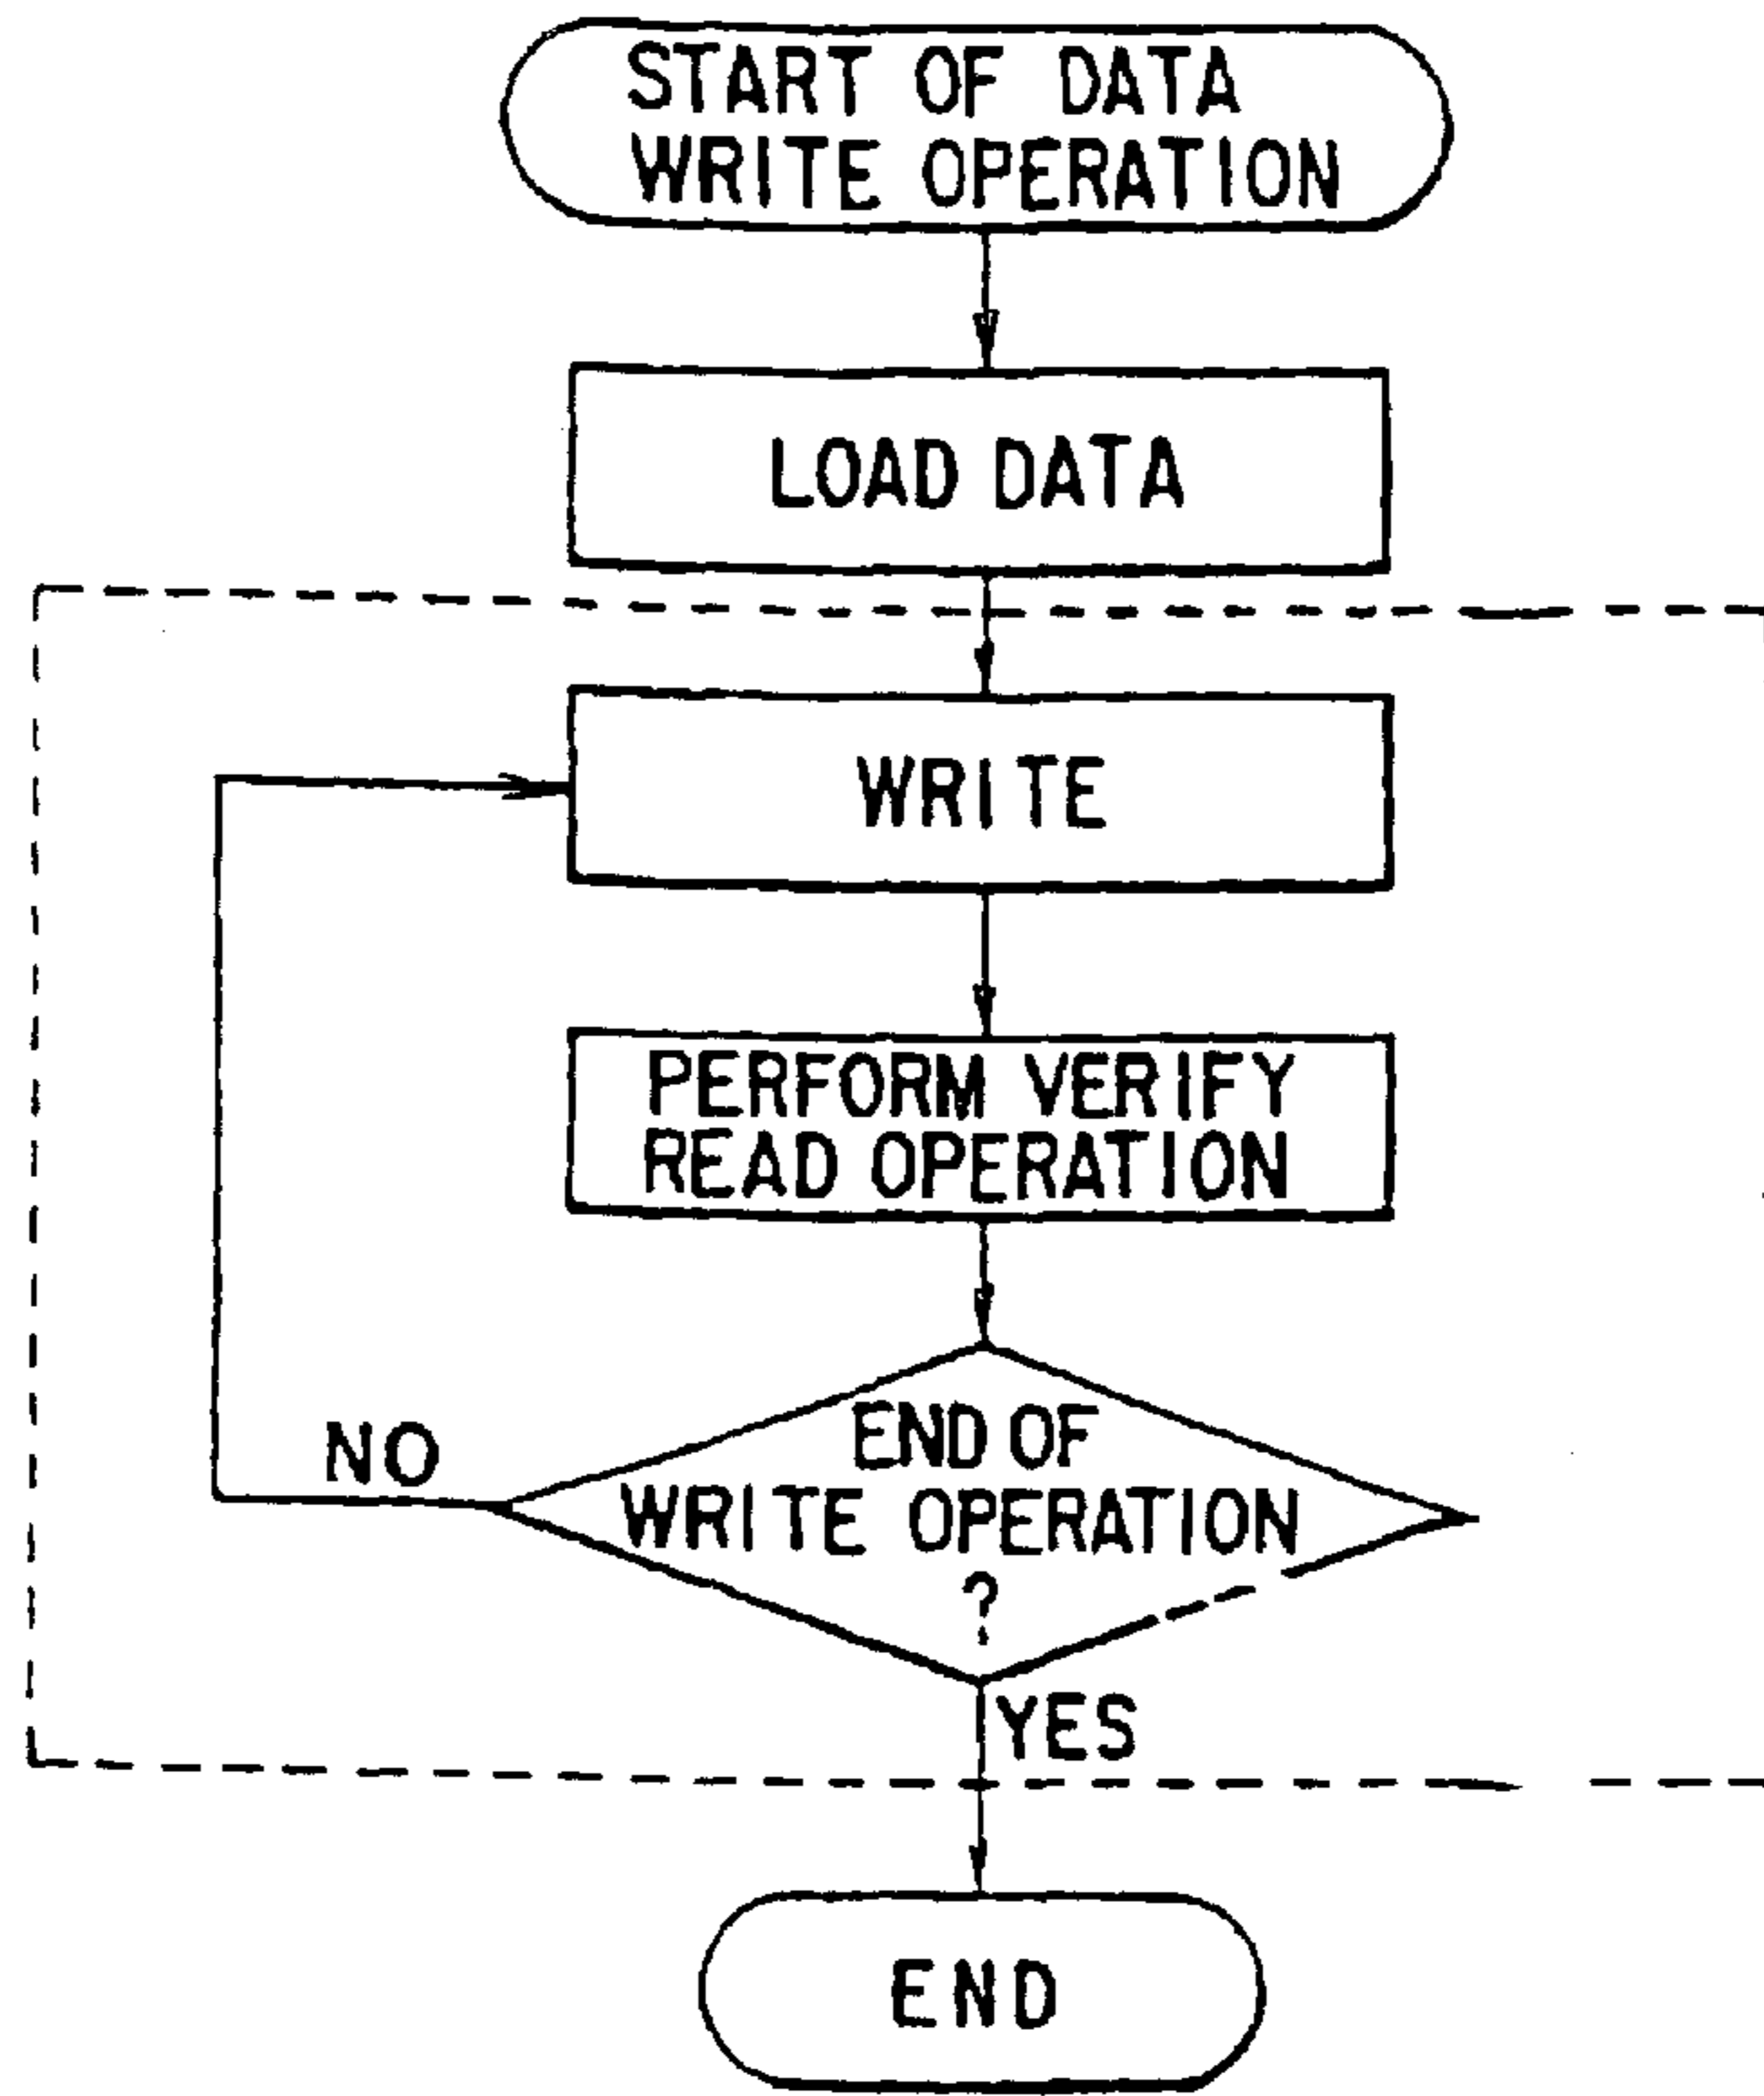 START OF DATA
WRITE OPERATION
LOAD DATA
WRITE
PERFORM VERIFY
READ OPERATION
END OF
WRITE OPERATION
?
NO
YES
END